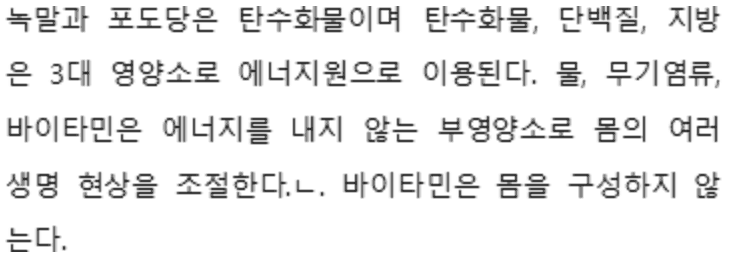 녹말과 포도당은 탄수화물이며 탄수화물, 단백질, 지방
은 3대 영양소로 에너지원으로 이용된다. 물, 무기염류,
바이타민은 에너지를 내지 않는 부영양소로 몸의 여러
생명 현상을 조절한다.ㄴ. 바이타민은 몸을 구성하지 않
는다.